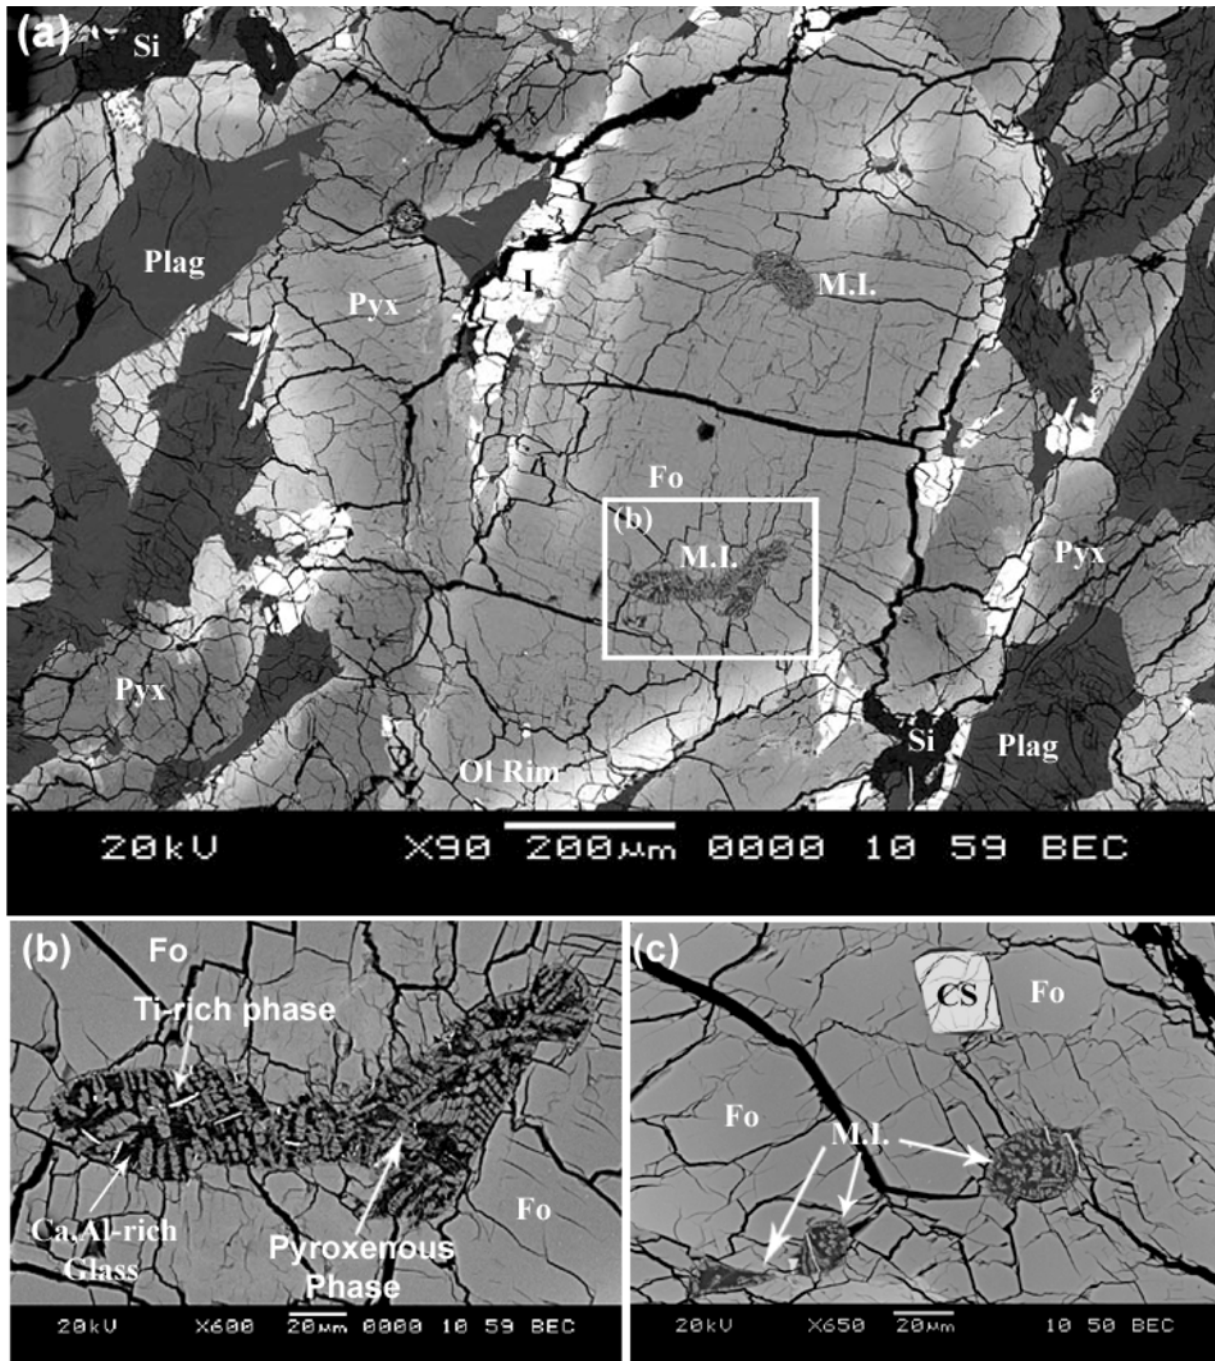 (a)
Si
Plag
Pyx
I
M.I.
Fo
(b)
M.I.
Pyx
Pyx
Si
Plag
Ol Rim
20kV X90 200µm 0000 10 59 BEC
(b)
Fo
Ti-rich phase
Ca,Al-rich
Glass
Pyroxenous
Phase
Fo
20kV X600 20µm 0000 10 59 BEC
(c)
CS
Fo
Fo
M.I.
20kV X650 20µm 10 50 BEC